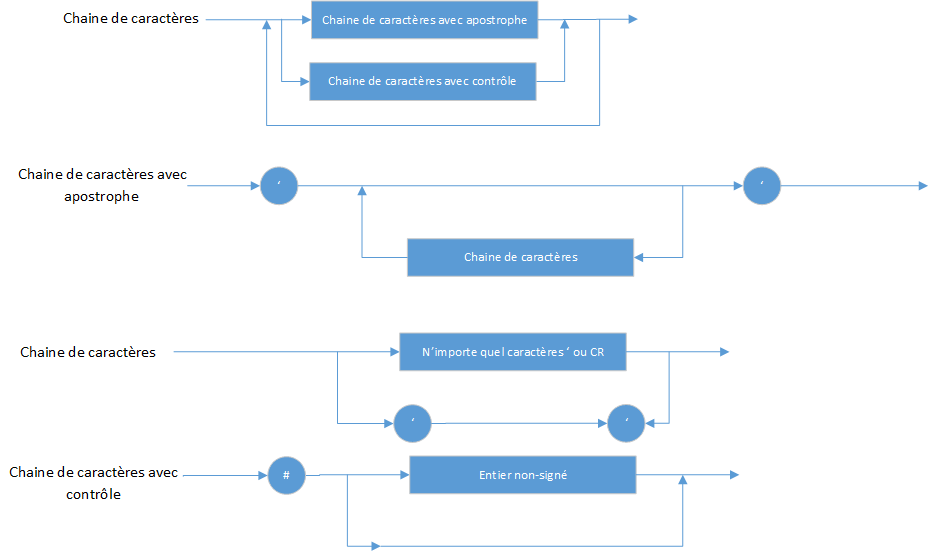 Chaine de caractères
Chaine de caractères avec apostrophe
Chaine de caractères avec contrôle
Chaine de caractères avec
apostrophe
‘
‘
Chaine de caractères
Chaine de caractères
N’importe quel caractères ‘ ou CR
‘
‘
Chaine de caractères avec
contrôle
#
Entier non-signé